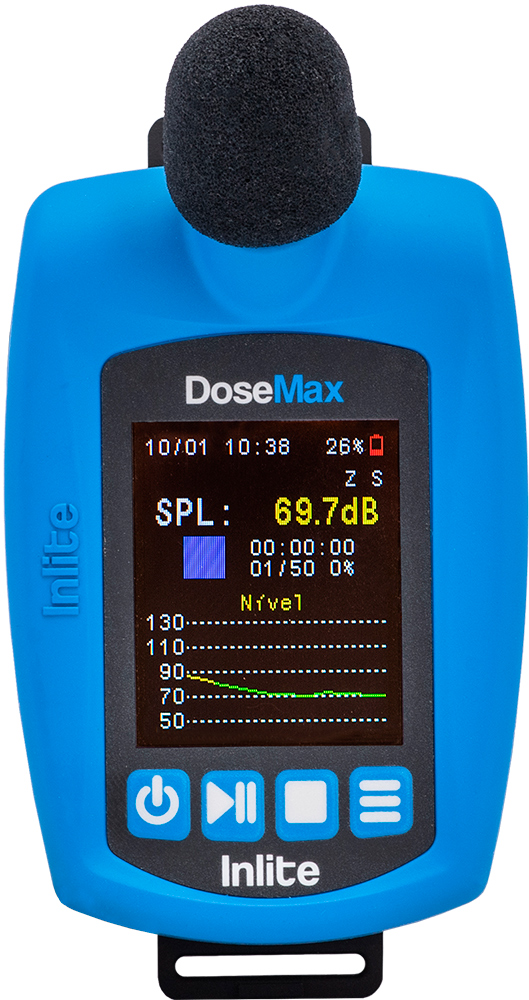 DoseMax
10/01 10:38 26%
Z S
SPL: 69.7dB
00:00:00
01/50 0%
Nível
130
110
90
70
50
Inlite
Inlite